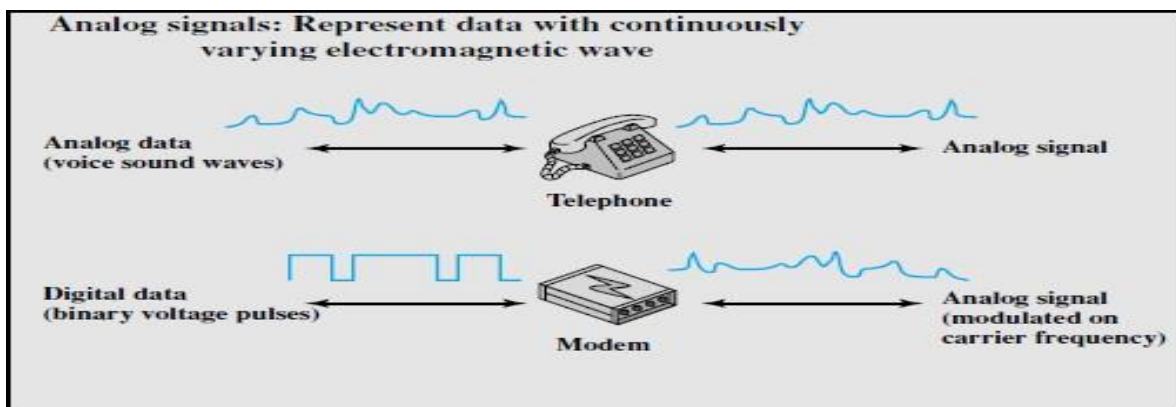 Analog signals: Represent data with continuously
varying electromagnetic wave
Analog data
(voice sound waves)
Analog signal
Telephone
Digital data
(binary voltage pulses)
Analog signal
(modulated on
carrier frequency)
Modem